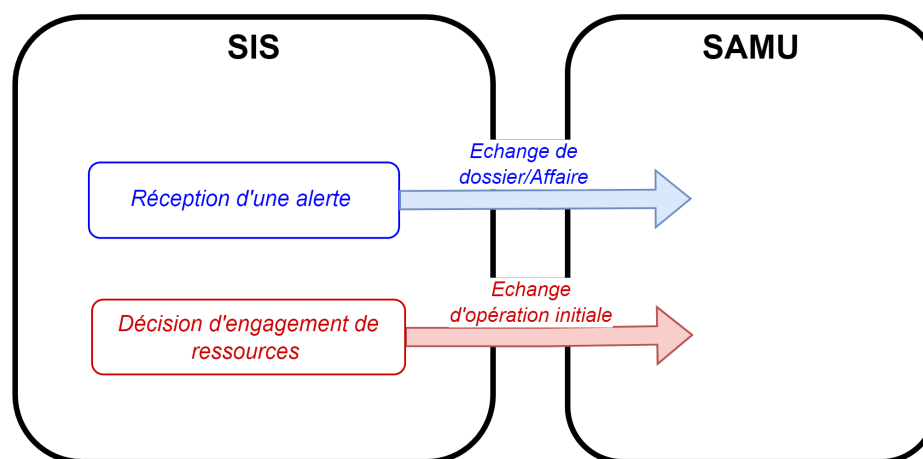 SIS
SAMU
Echange de
dossier/Affaire
Réception d'une alerte
Echange
d'opération initiale
Décision d'engagement de
ressources